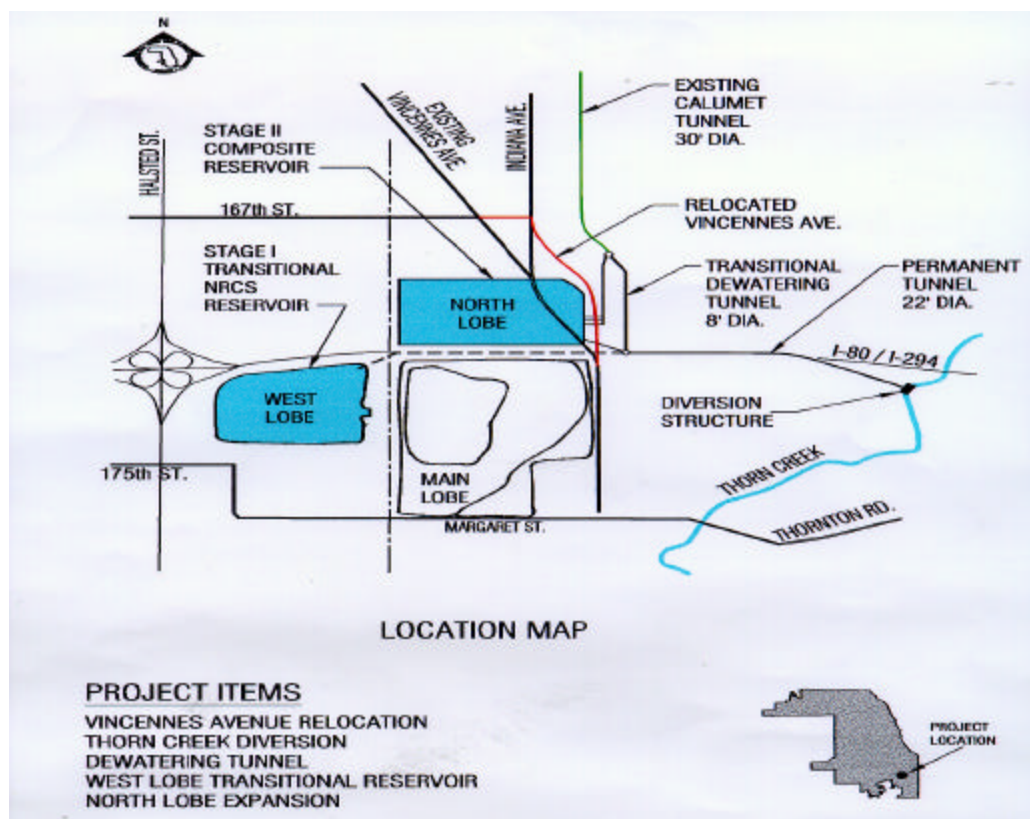 N
HALSTED ST.
STAGE II
COMPOSITE
RESERVOIR
EXISTING
VINCENNES AVE.
INDIANA AVE.
EXISTING
CALUMET
TUNNEL
30' DIA.
167th ST.
RELOCATED
VINCENNES AVE.
STAGE I
TRANSITIONAL
NRCS
RESERVOIR
TRANSITIONAL
DEWATERING
TUNNEL
8' DIA.
PERMANENT
TUNNEL
22' DIA.
NORTH
LOBE
I-80 / I-294
WEST
LOBE
DIVERSION
STRUCTURE
175th ST.
MAIN
LOBE
THORN CREEK
MARGARET ST.
THORNTON RD.
LOCATION MAP
PROJECT ITEMS
VINCENNES AVENUE RELOCATION
THORN CREEK DIVERSION
DEWATERING TUNNEL
WEST LOBE TRANSITIONAL RESERVOIR
NORTH LOBE EXPANSION
PROJECT
LOCATION